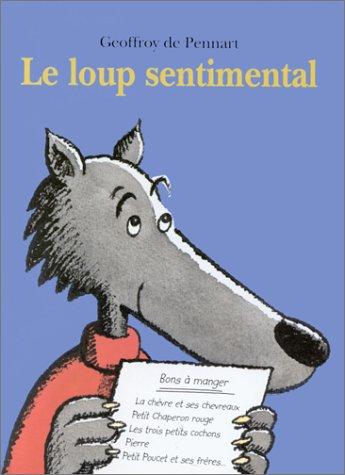 Geoffroy de Pennart
Le loup sentimental
Bons à manger
La chèvre et ses chevreaux
Petit Chaperon rouge
Les trois petits cochons
Pierre
Petit Poucet et ses frères...